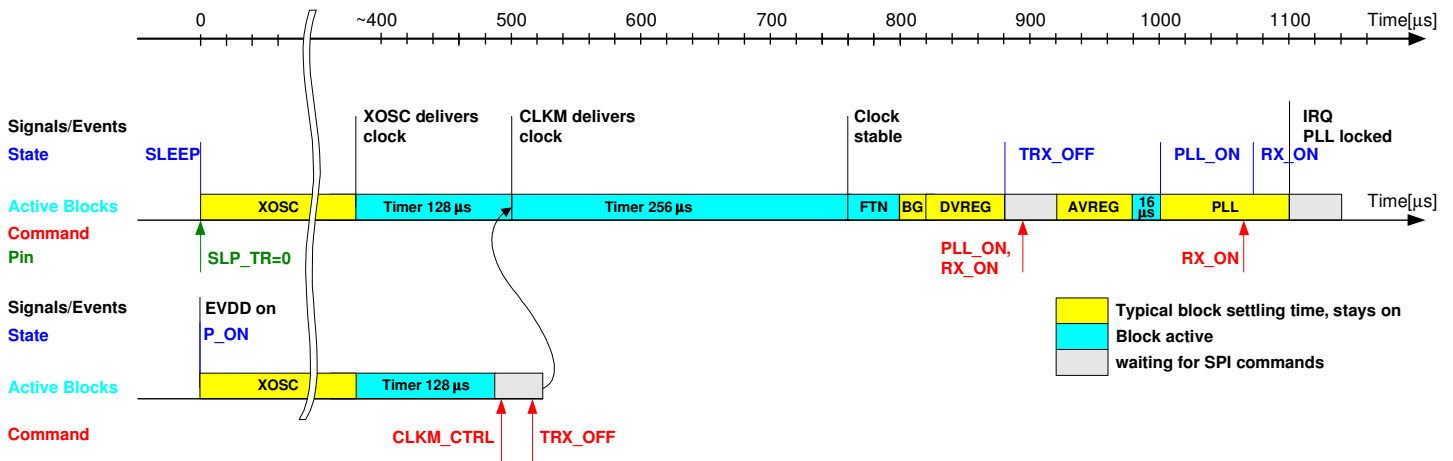 0 ~400 500 600 700 800 900 1000 1100 Time[µs]
Signals/Events
XOSC delivers
clock
CLKM delivers
clock
Clock
stable
IRQ
PLL locked
State
SLEEP
TRX_OFF
PLL_ON
RX_ON
Active Blocks
XOSC
Timer 128 µs
Timer 256 µs
FTN
BG
DVREG
AVREG
16
µs
PLL
Time[µs]
Command
Pin
SLP_TR=0
PLL_ON,
RX_ON
RX_ON
Signals/Events
EVDD on
State
P_ON
Active Blocks
XOSC
Timer 128 µs
Command
CLKM_CTRL
TRX_OFF
Typical block settling time, stays on
Block active
waiting for SPI commands